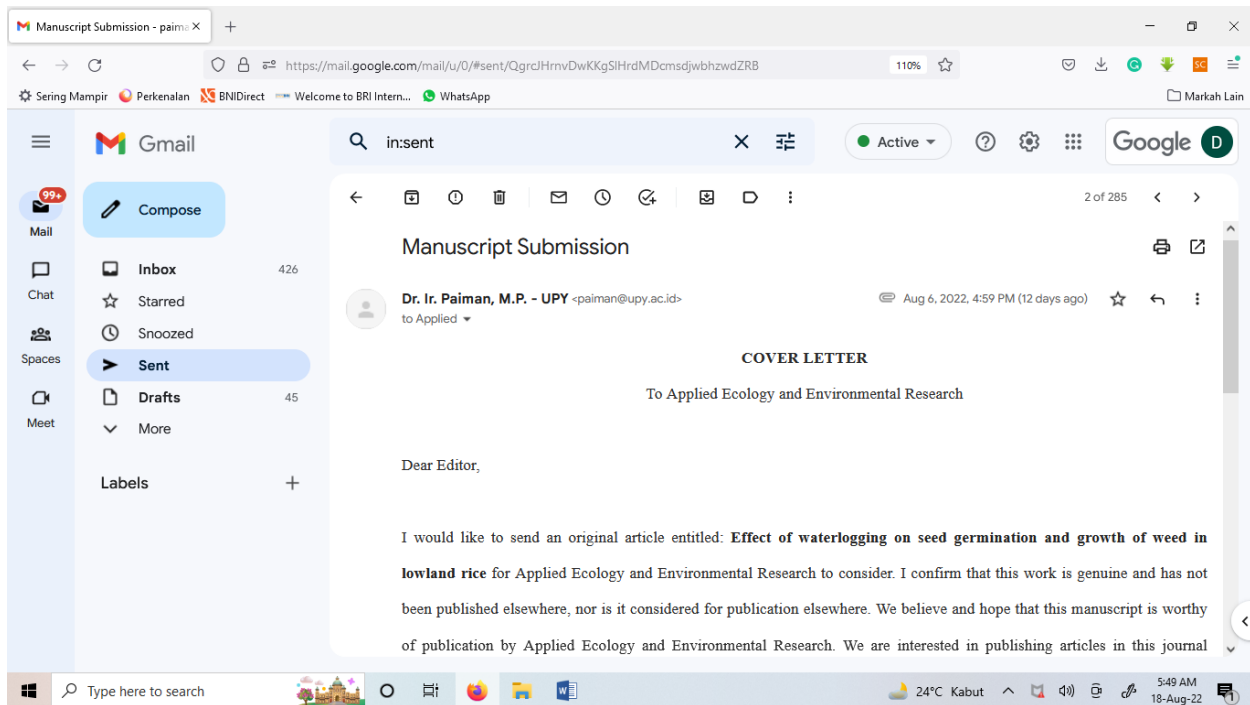 Manuscript Submission - paima
https://mail.google.com/mail/u/0/#sent/QgrcJHrnvDwKKgSlHrdMDcmsdjwbhzwdZRB 110%
Sering Mampir Perkenalan BNIDirect Welcome to BRI Intern... WhatsApp Markah Lain
Gmail in:sent Active Google D
99+
Mail
Chat
Spaces
Meet
Compose
Inbox 426
Starred
Snoozed
Sent
Drafts 45
More
Labels
2 of 285
Manuscript Submission
Dr. Ir. Paiman, M.P. - UPY <paiman@upy.ac.id> Aug 6, 2022, 4:59 PM (12 days ago)
to Applied
COVER LETTER
To Applied Ecology and Environmental Research
Dear Editor,
I would like to send an original article entitled: Effect of waterlogging on seed germination and growth of weed in
lowland rice for Applied Ecology and Environmental Research to consider. I confirm that this work is genuine and has not
been published elsewhere, nor is it considered for publication elsewhere. We believe and hope that this manuscript is worthy
of publication by Applied Ecology and Environmental Research. We are interested in publishing articles in this journal
Type here to search 24°C Kabut 5:49 AM
18-Aug-22